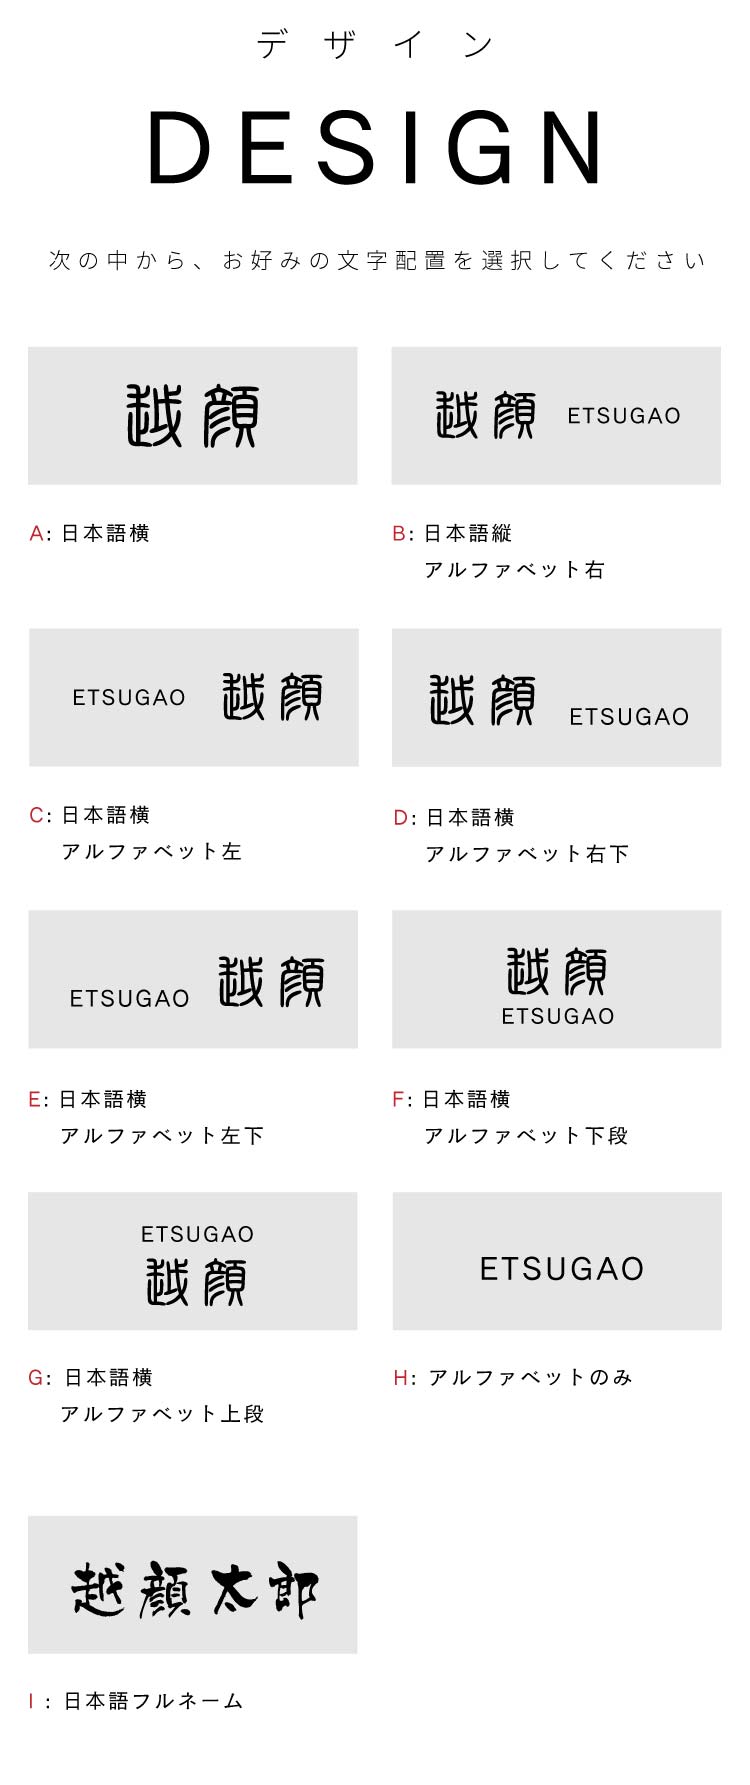 デザイン
DESIGN
次の中から、お好みの文字配置を選択してください
越顔
A: 日本語横
越顔 ETSUGAO
B: 日本語縦
アルファベット右
ETSUGAO 越顔
C: 日本語横
アルファベット左
越顔 ETSUGAO
D: 日本語横
アルファベット右下
ETSUGAO 越顔
E: 日本語横
アルファベット左下
越顔
ETSUGAO
F: 日本語横
アルファベット下段
ETSUGAO
越顔
G: 日本語横
アルファベット上段
ETSUGAO
H: アルファベットのみ
越顔太郎
I : 日本語フルネーム